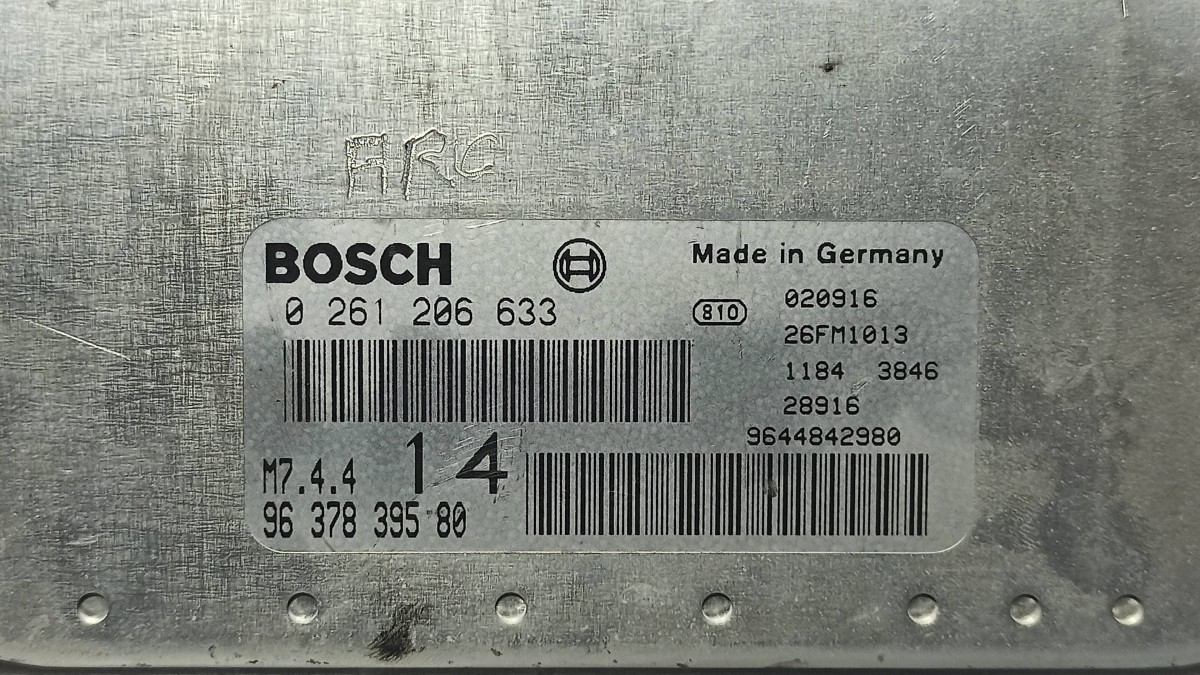 ARC
BOSCH
0 261 206 633
14
M7.4.4
96 378 395 80
Made in Germany
810
020916
26FM1013
1184 3846
28916
9644842980